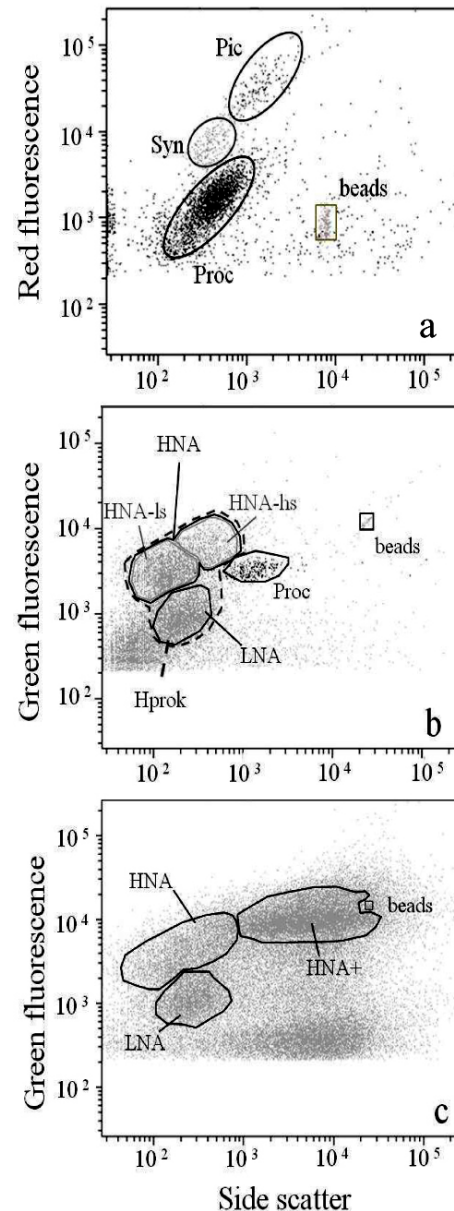 Red fluorescence
10⁵
10⁴
10³
10²
Pic
Syn
Proc
beads
a
10² 10³ 10⁴ 10⁵
Green fluorescence
10⁵
10⁴
10³
10²
HNA
HNA-ls
HNA-hs
beads
Proc
LNA
Hprok
b
10² 10³ 10⁴ 10⁵
Green fluorescence
10⁵
10⁴
10³
10²
HNA
beads
HNA+
LNA
c
10² 10³ 10⁴ 10⁵
Side scatter